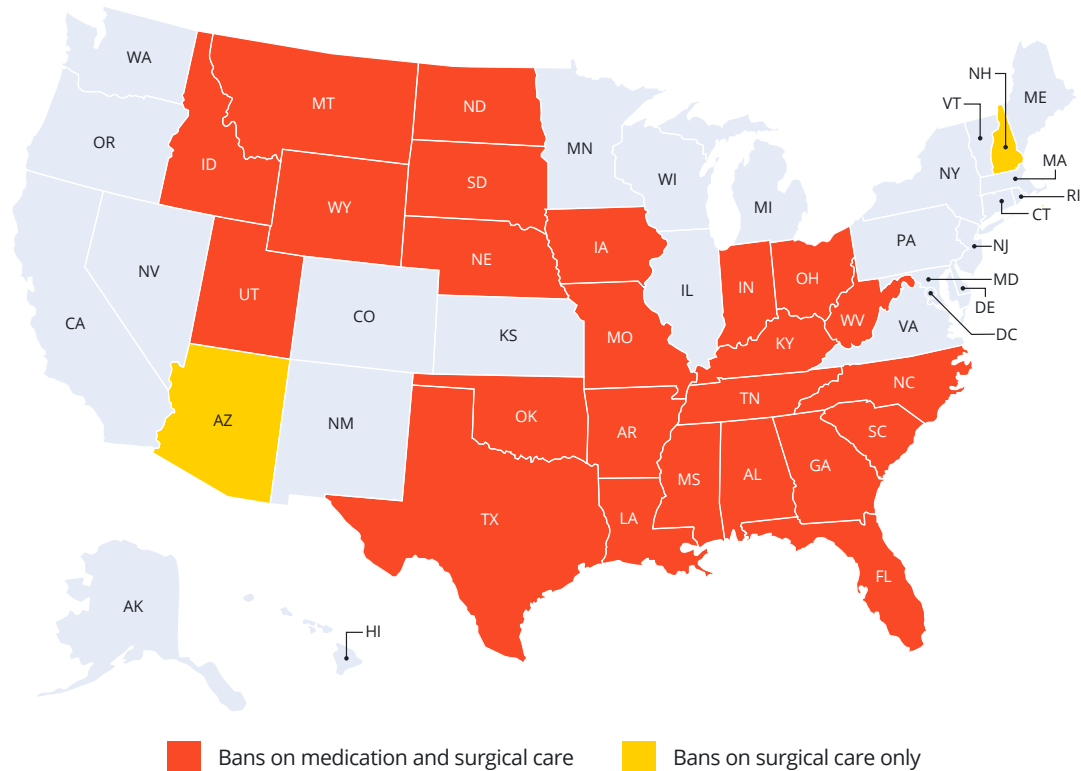 WA
MT
ND
MN
NH
VT
ME
OR
ID
SD
WI
NY
MA
WY
MI
RI
CT
NV
UT
NE
IA
PA
NJ
CA
CO
IL
IN
OH
MD
DE
KS
MO
WV
VA
DC
KY
AZ
NM
OK
TN
NC
AR
SC
TX
MS
AL
GA
LA
FL
AK
HI
Bans on medication and surgical care
Bans on surgical care only